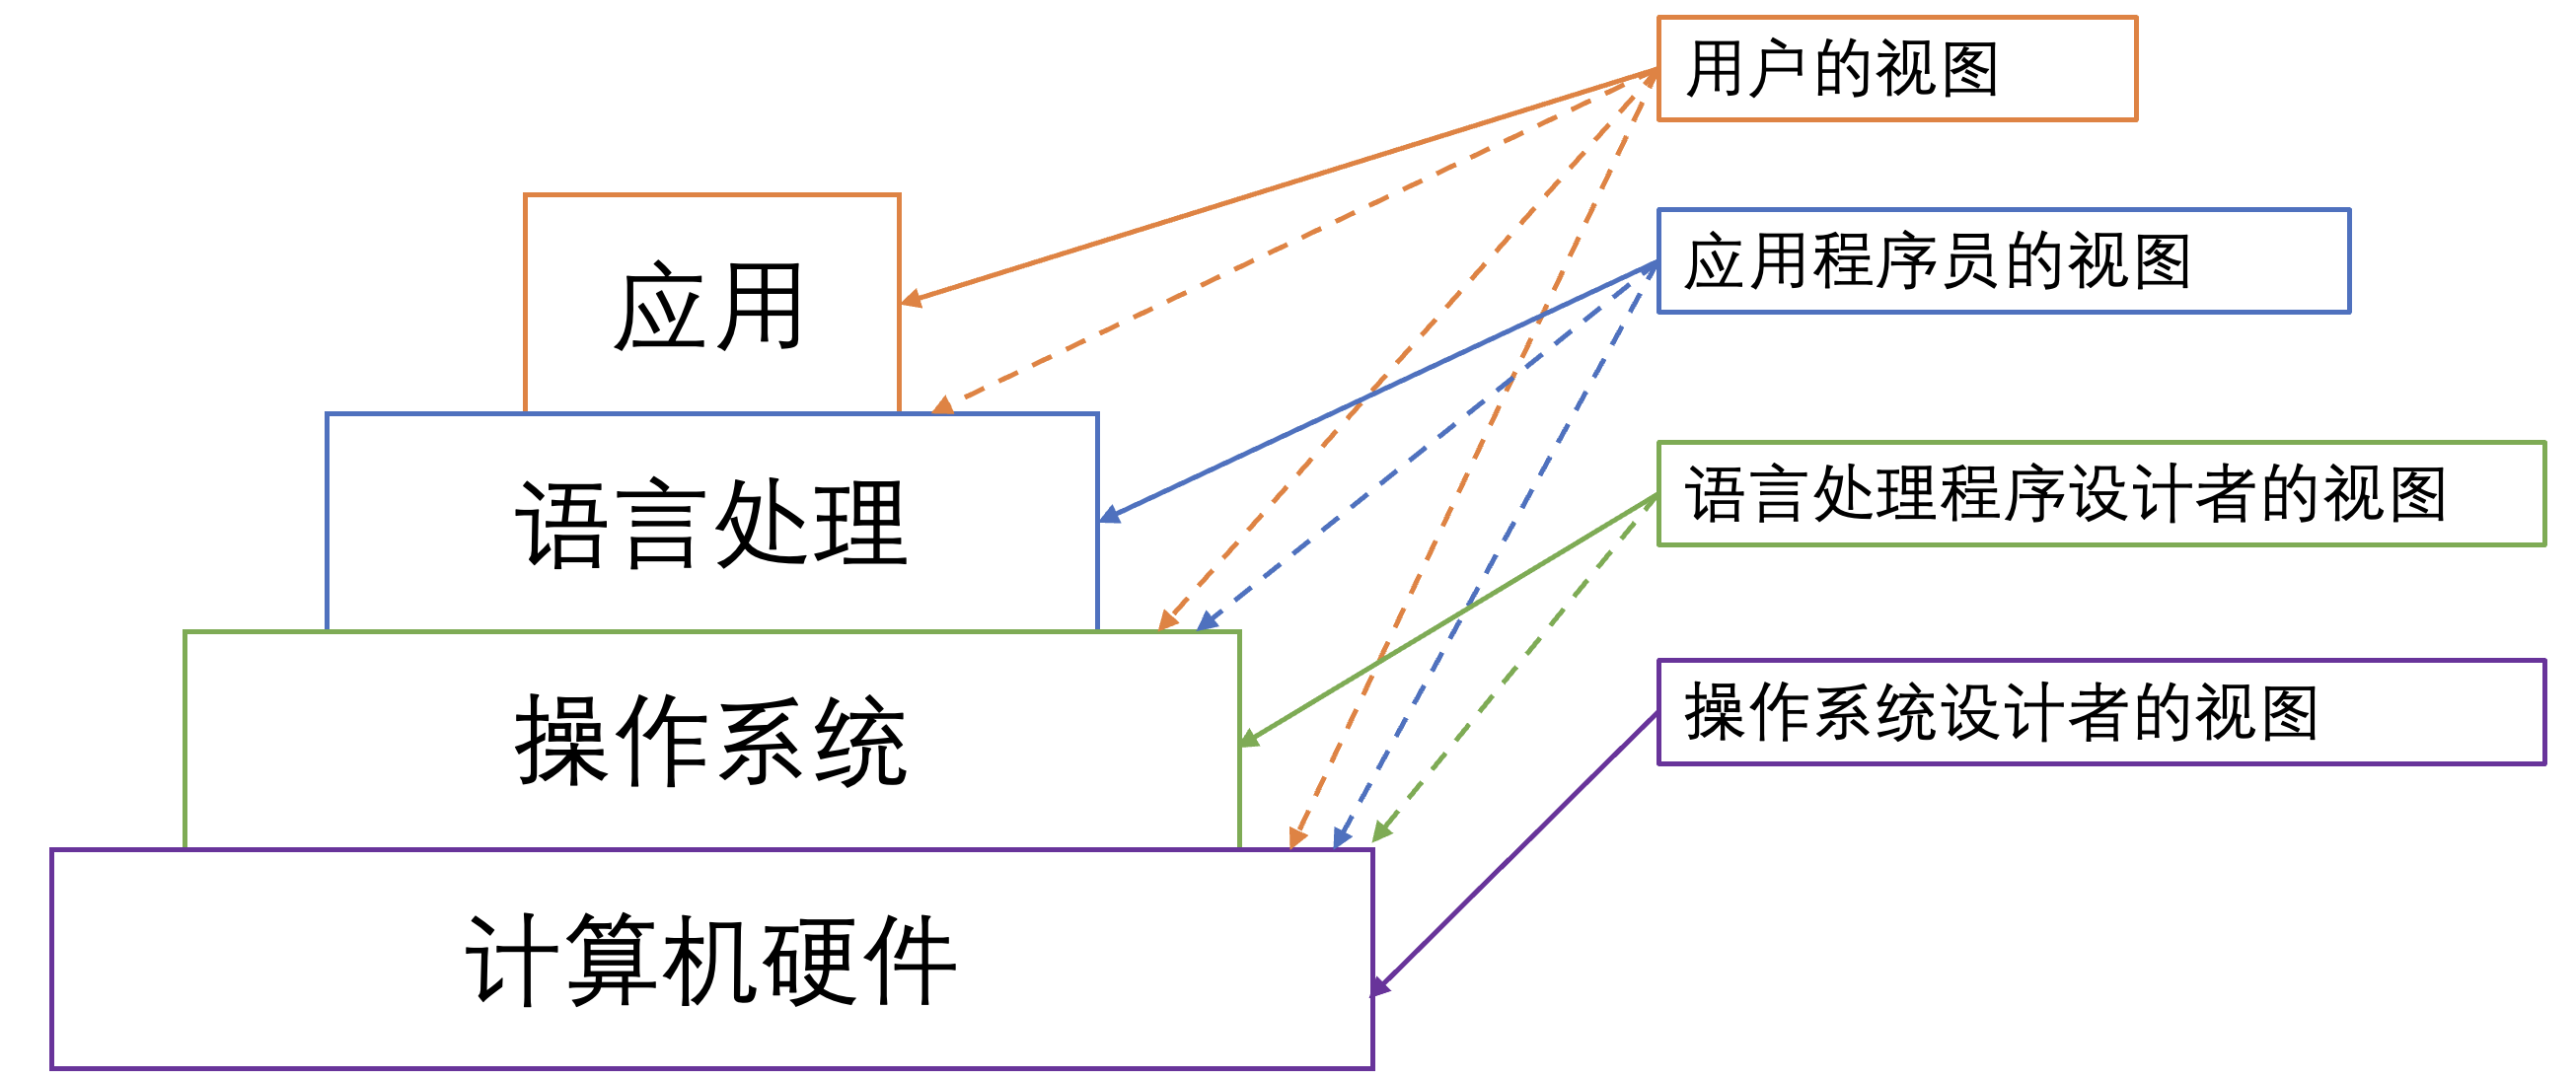 用户的视图
应用程序员的视图
应用
语言处理程序设计者的视图
语言处理
操作系统设计者的视图
操作系统
计算机硬件